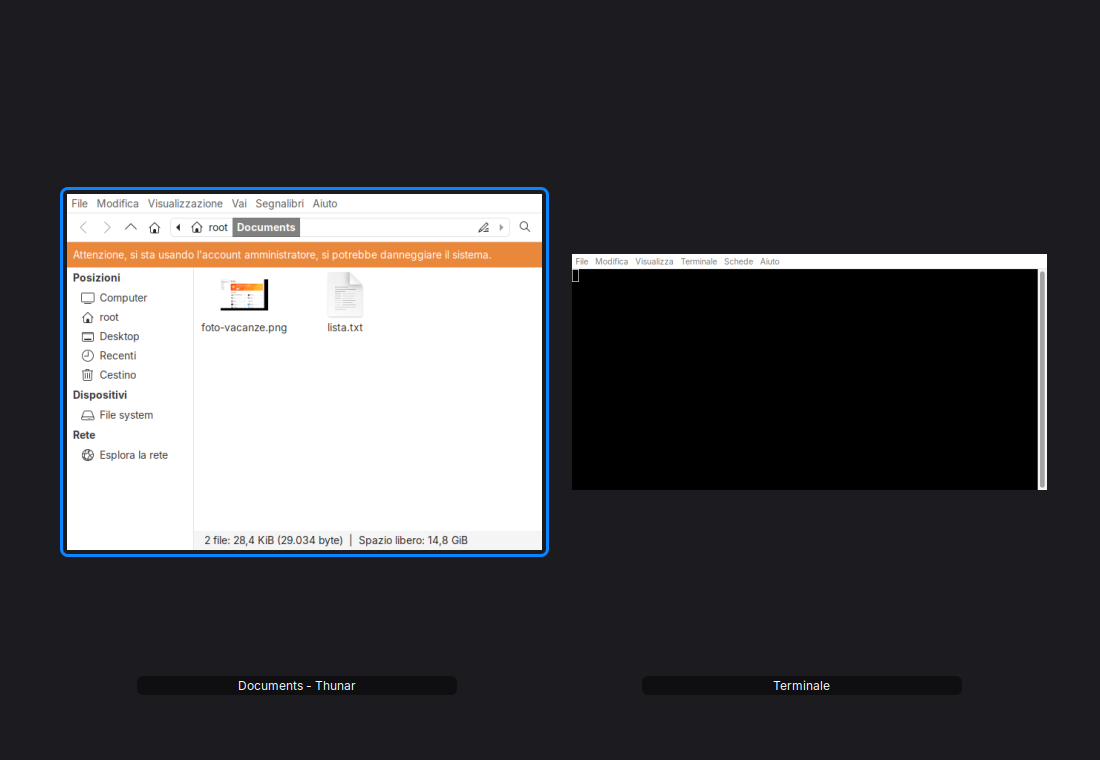 File Modifica Visualizzazione Vai Segnalibri Aiuto
root Documents
Attenzione, si sta usando l'account amministratore, si potrebbe danneggiare il sistema.
Posizioni
Computer
root
Desktop
Recenti
Cestino
Dispositivi
File system
Rete
Esplora la rete
foto-vacanze.png lista.txt
2 file: 28,4 KiB (29.034 byte) | Spazio libero: 14,8 GiB
File Modifica Visualizza Terminale Schede Aiuto
Documents - Thunar
Terminale